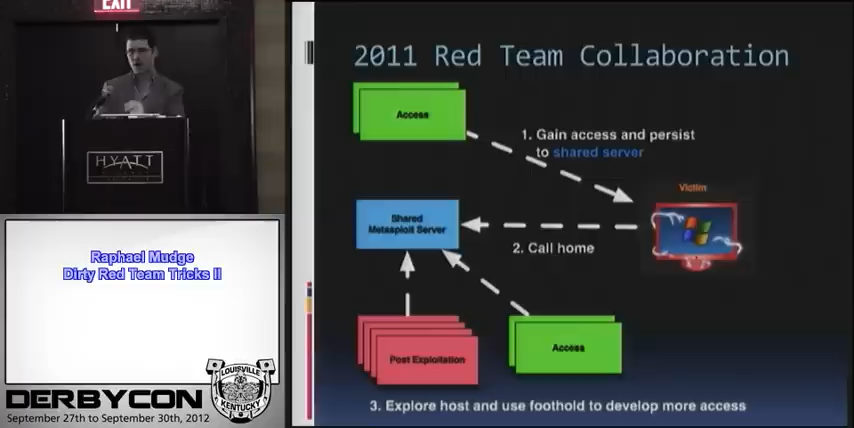 EXIT
HYATT
Raphael Mudge
Dirty Red Team Tricks II
DERBYCON
September 27th to September 30th, 2012
LOUISVILLE
KENTUCKY
2011 Red Team Collaboration
Access
1. Gain access and persist
to shared server
Victim
Shared
Metasploit Server
2. Call home
Post Exploitation
Access
3. Explore host and use foothold to develop more access